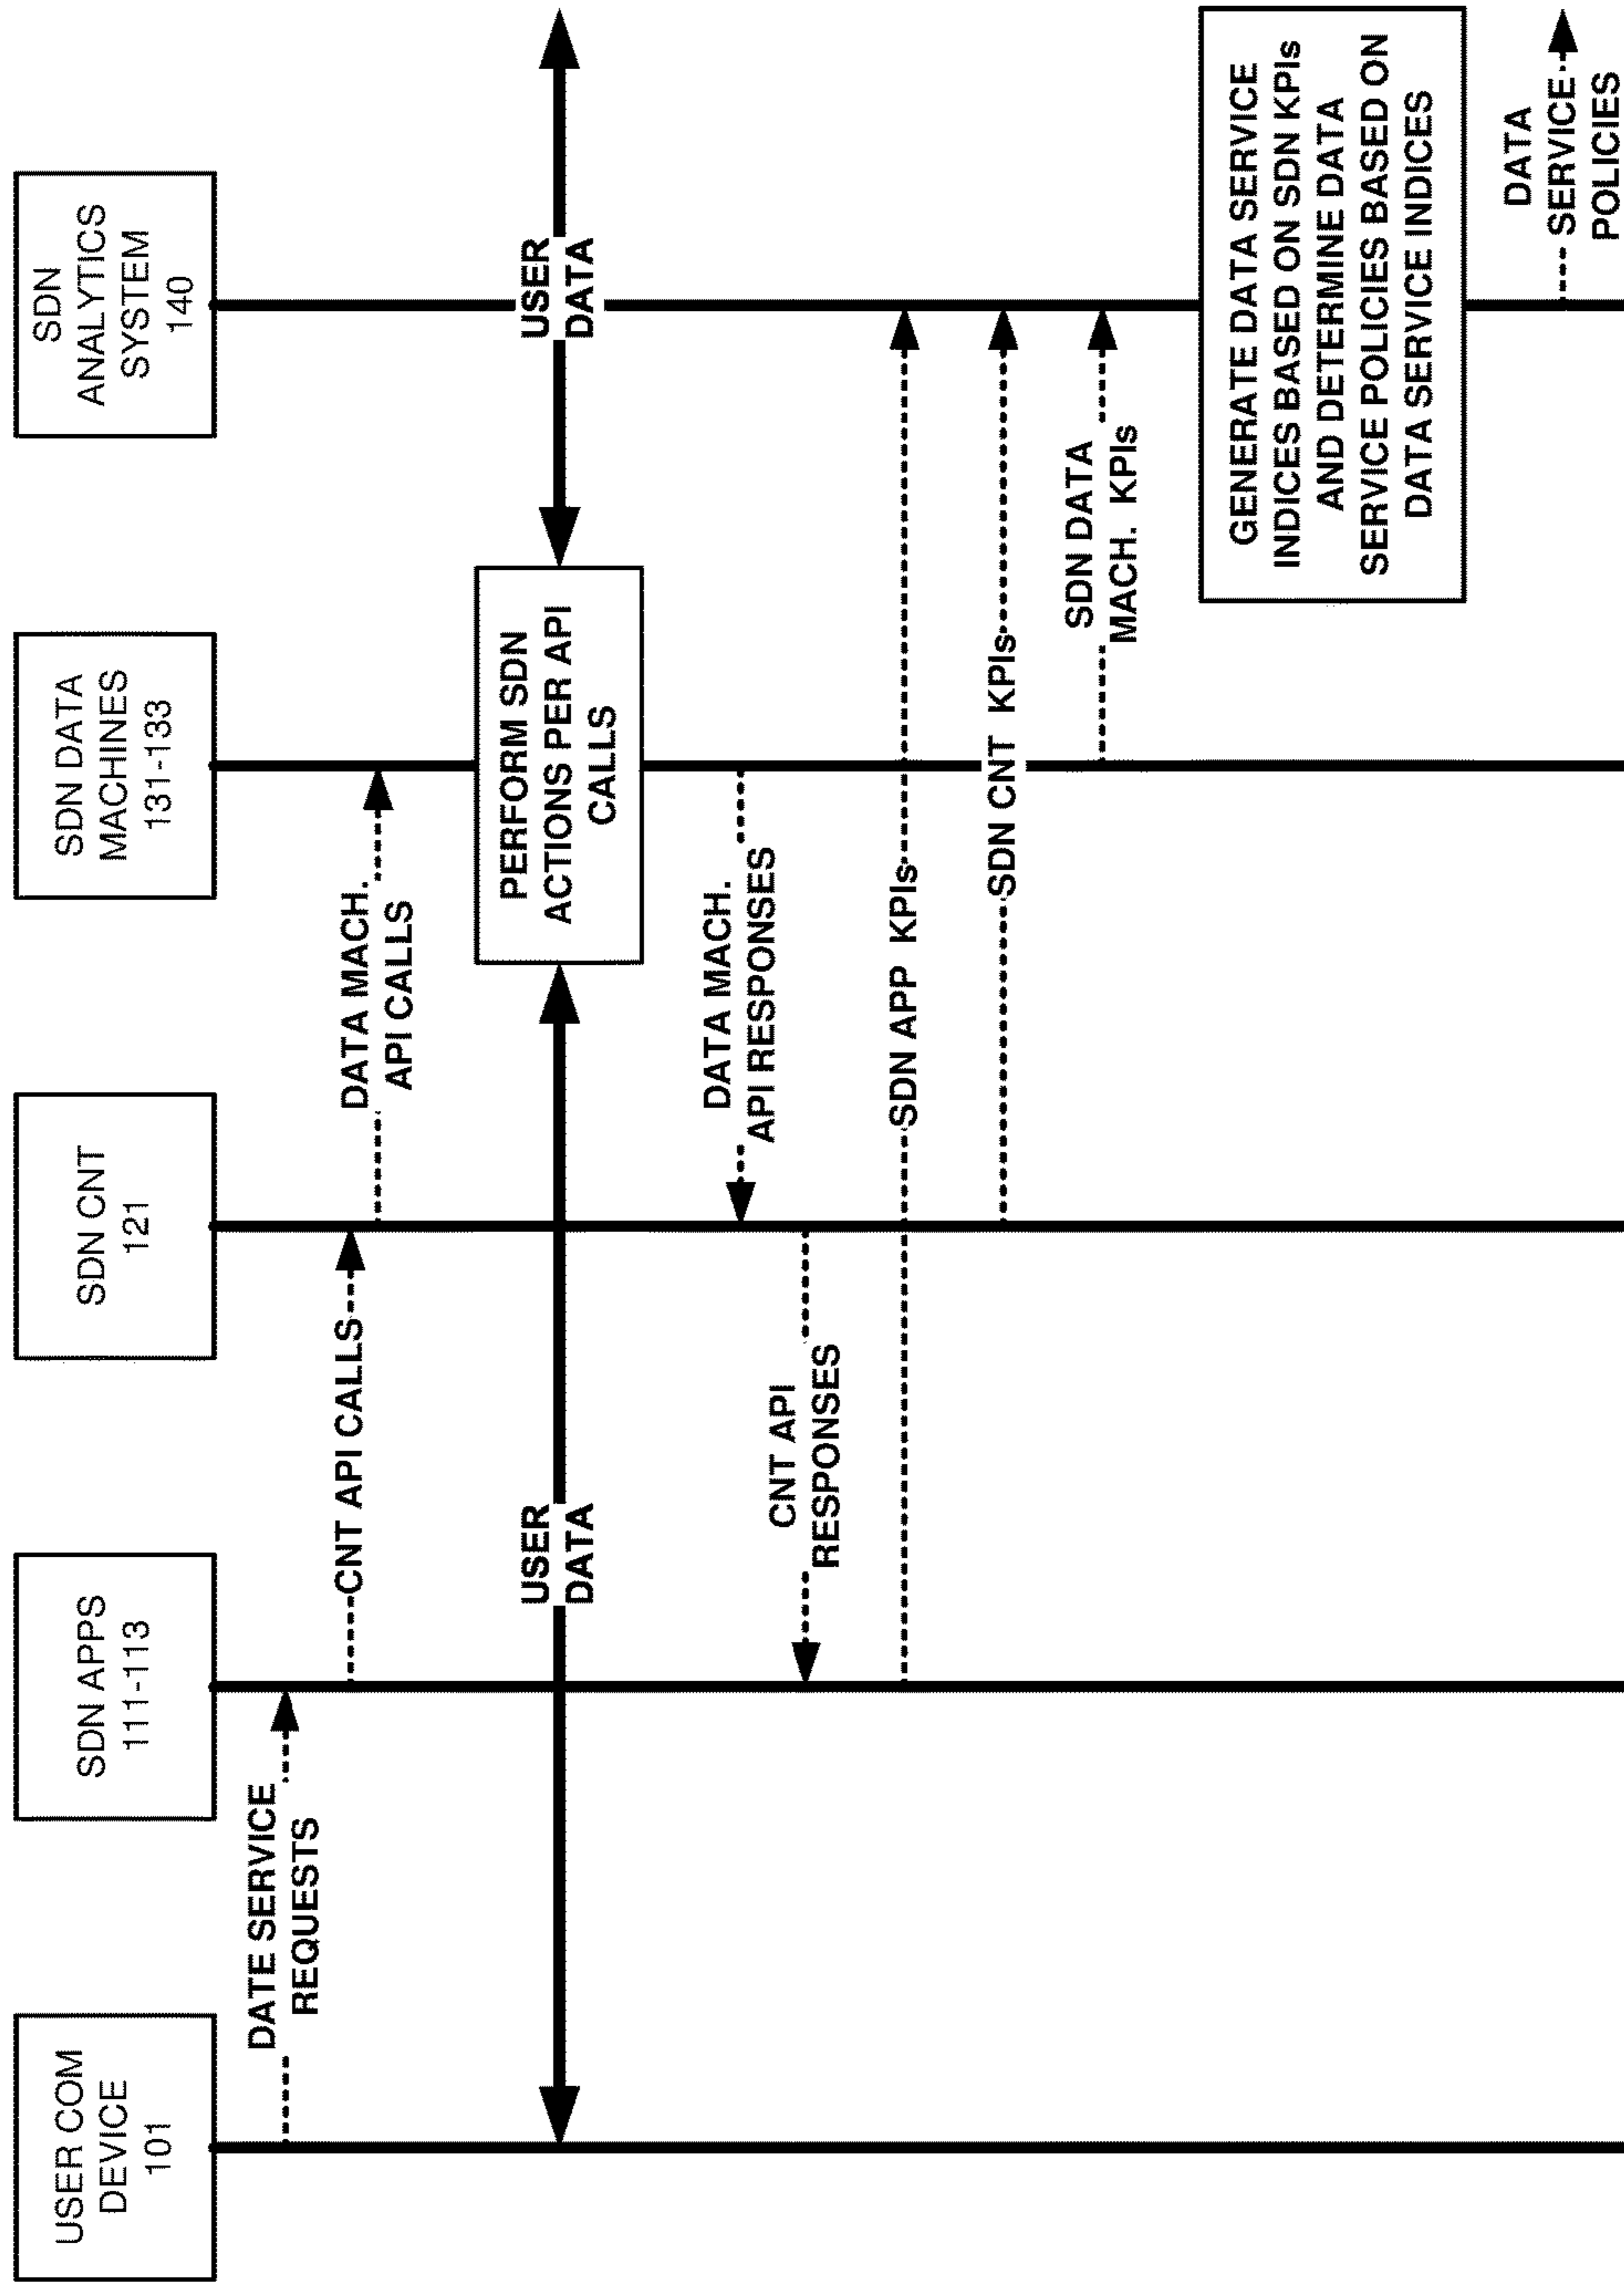 USER COM
DEVICE
101
SDN APPS
111-113
SDN CNT
121
SDN DATA
MACHINES
131-133
SDN
ANALYTICS
SYSTEM
140
DATE SERVICE
REQUESTS
CNT API CALLS
DATA MACH.
API CALLS
USER
DATA
PERFORM SDN
ACTIONS PER API
CALLS
USER
DATA
DATA MACH.
API RESPONSES
CNT API
RESPONSES
SDN APP KPIs
SDN CNT KPIs
SDN DATA
MACH. KPIs
GENERATE DATA SERVICE
INDICES BASED ON SDN KPIs
AND DETERMINE DATA
SERVICE POLICIES BASED ON
DATA SERVICE INDICES
DATA
SERVICE
POLICIES